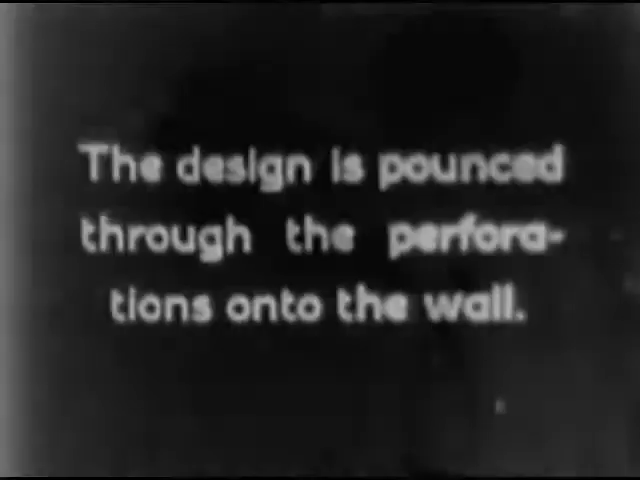 The design is pounced
through the perfora-
tions onto the wall.